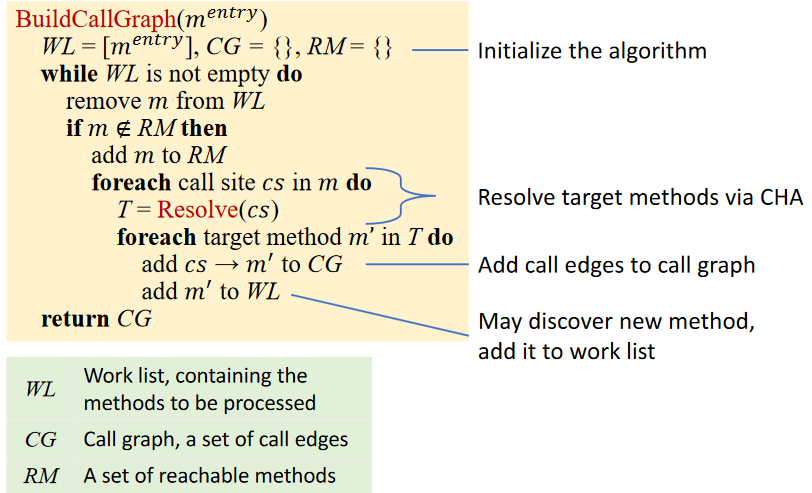 BuildCallGraph(m^entry)
WL = [m^entry], CG = {}, RM = {}
Initialize the algorithm
while WL is not empty do
remove m from WL
if m ∉ RM then
add m to RM
foreach call site cs in m do
T = Resolve(cs)
Resolve target methods via CHA
foreach target method m' in T do
add cs → m′ to CG
Add call edges to call graph
add m′ to WL
May discover new method,
add it to work list
return CG
WL
Work list, containing the
methods to be processed
CG
Call graph, a set of call edges
RM
A set of reachable methods